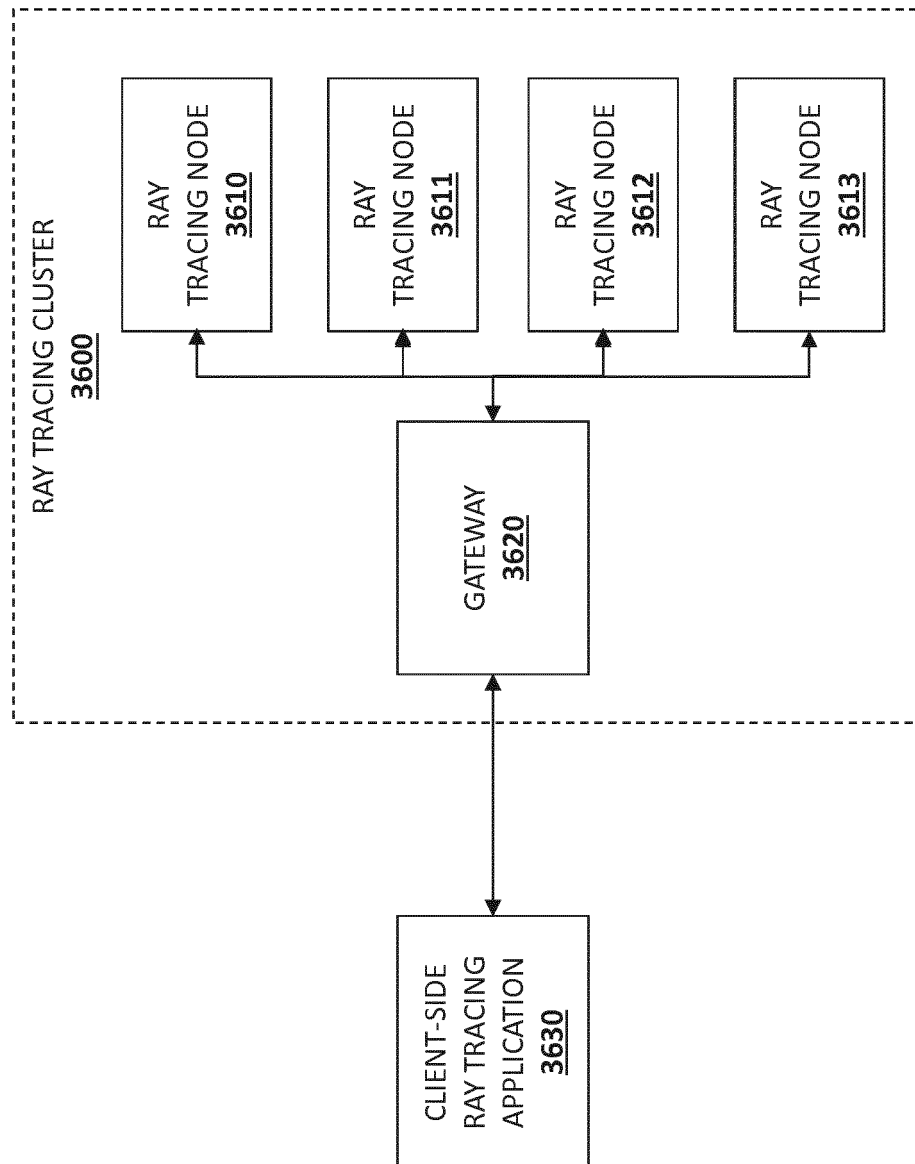 RAY TRACING CLUSTER
3600
RAY
TRACING NODE
3610
RAY
TRACING NODE
3611
RAY
TRACING NODE
3612
RAY
TRACING NODE
3613
GATEWAY
3620
CLIENT-SIDE
RAY TRACING
APPLICATION
3630